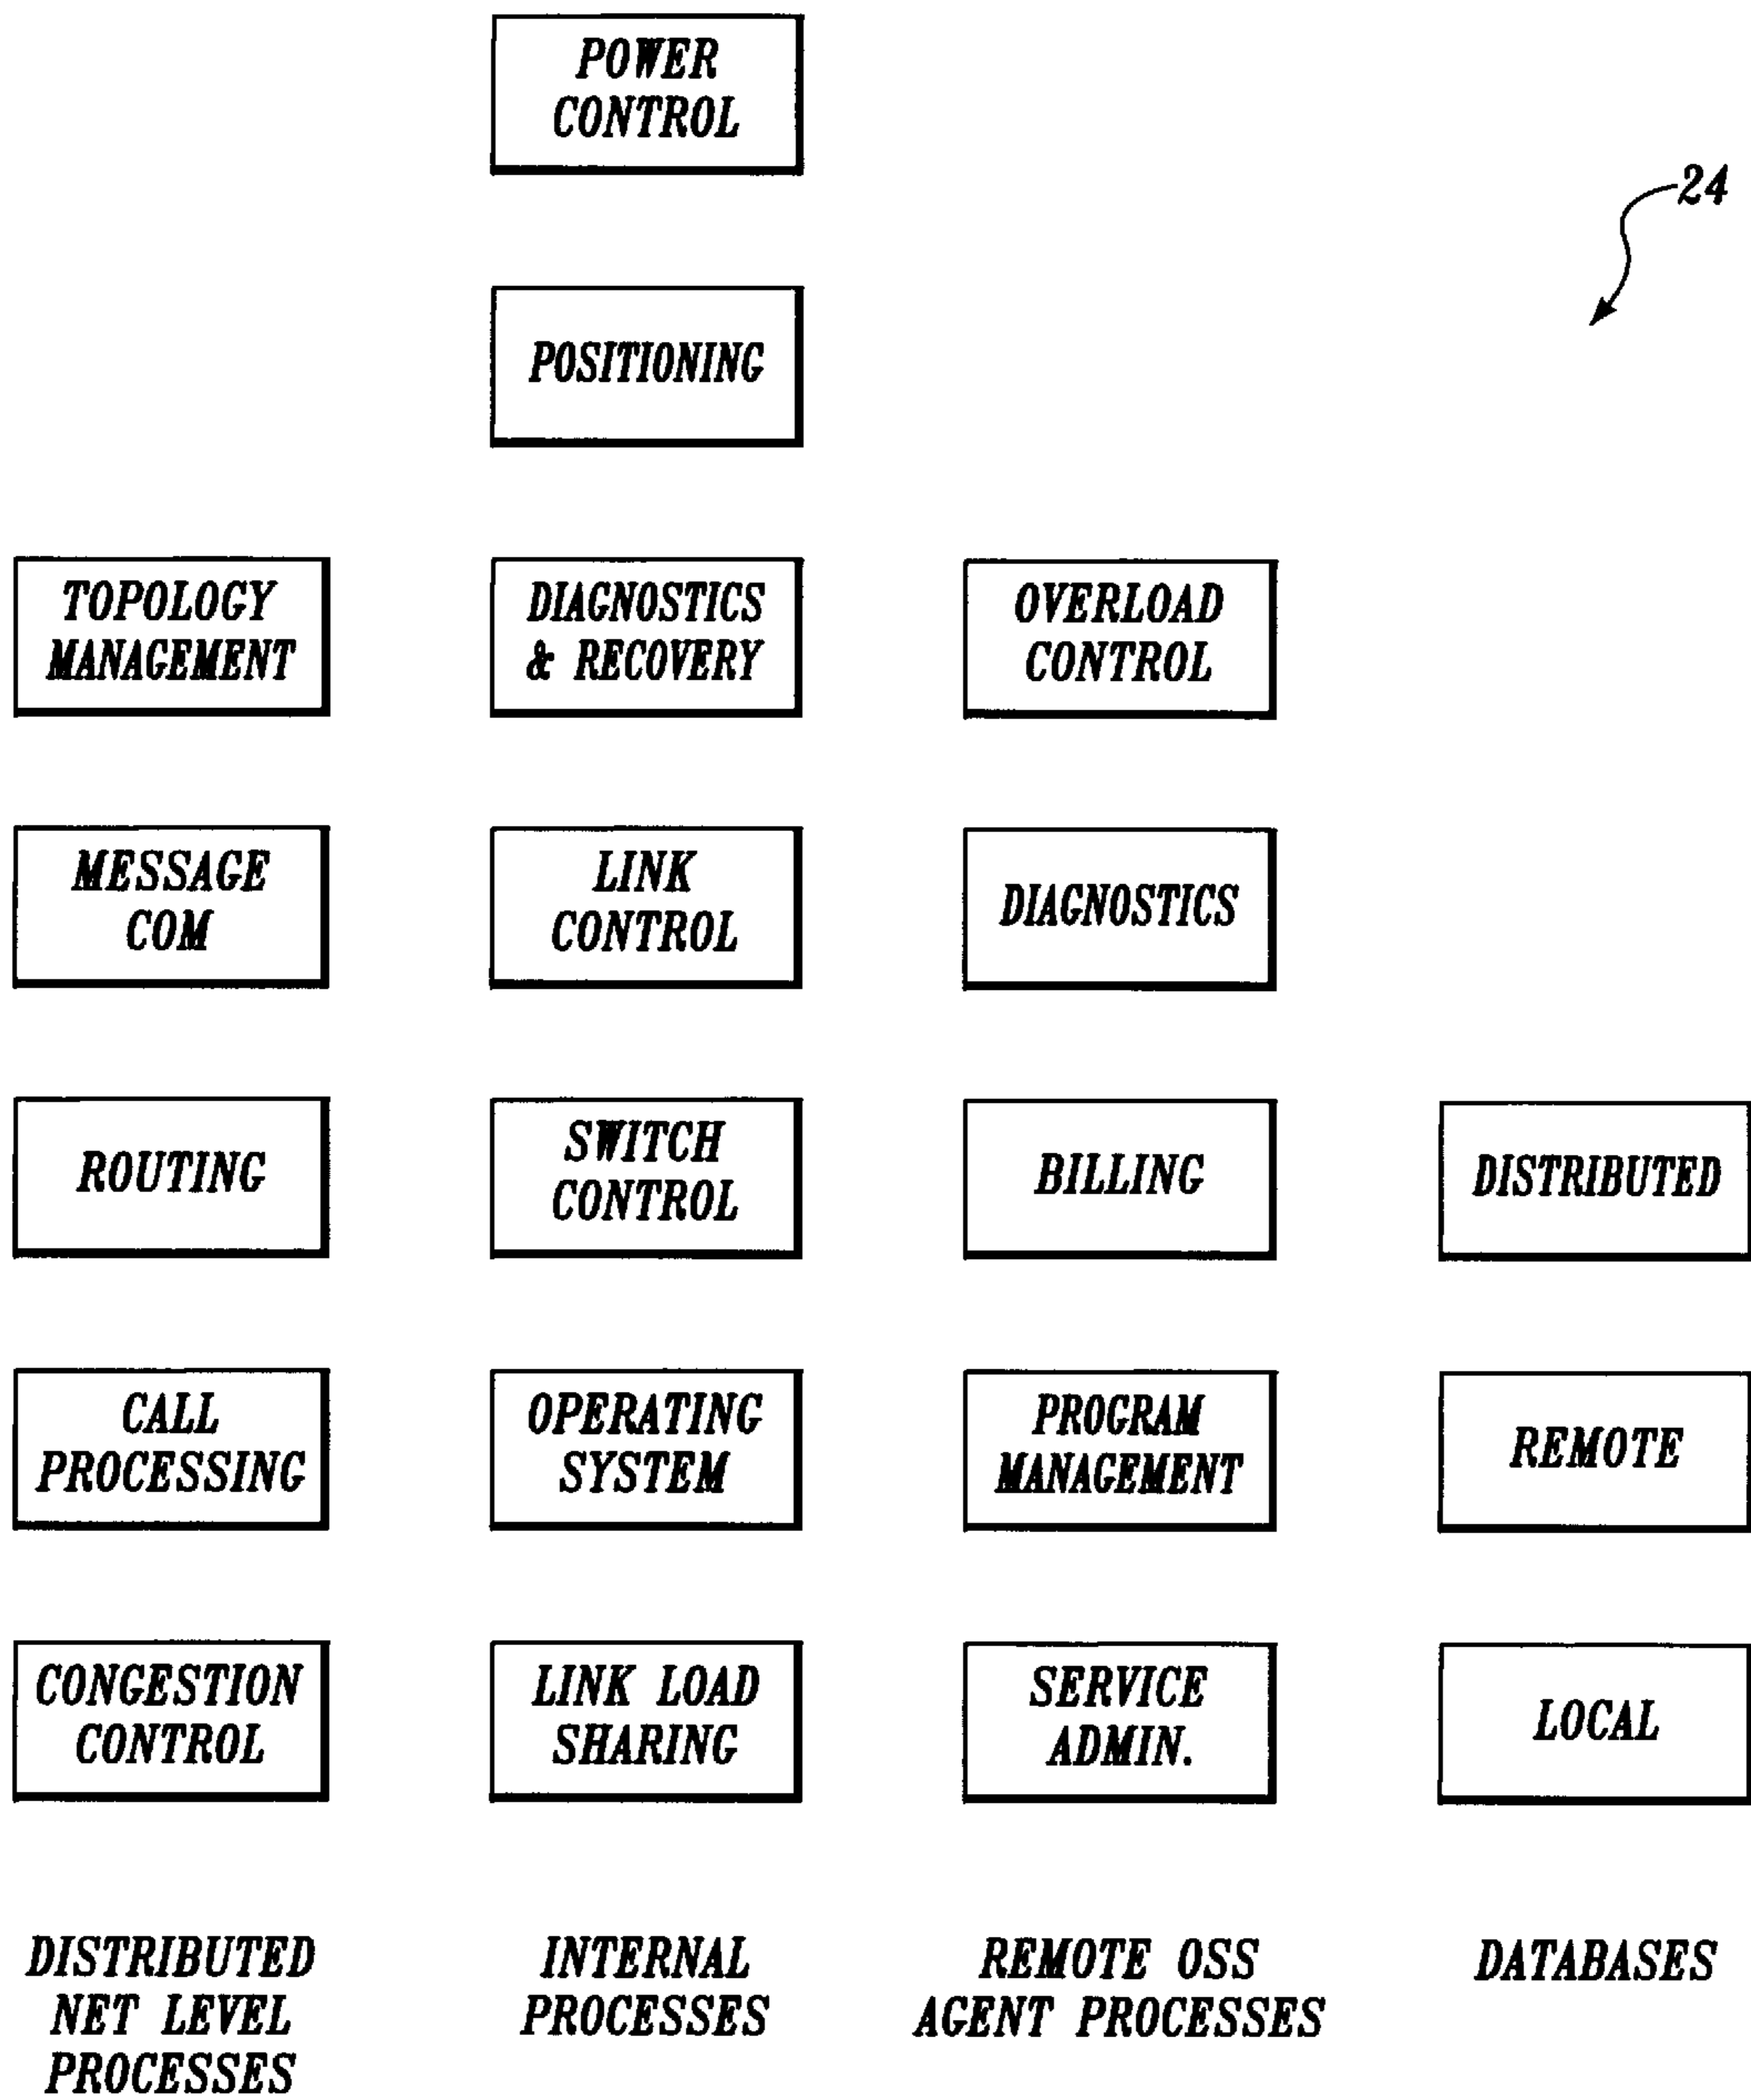 POWER
CONTROL
24
POSITIONING
TOPOLOGY
MANAGEMENT
DIAGNOSTICS
& RECOVERY
OVERLOAD
CONTROL
MESSAGE
COM
LINK
CONTROL
DIAGNOSTICS
ROUTING
SWITCH
CONTROL
BILLING
DISTRIBUTED
CALL
PROCESSING
OPERATING
SYSTEM
PROGRAM
MANAGEMENT
REMOTE
CONGESTION
CONTROL
LINK LOAD
SHARING
SERVICE
ADMIN.
LOCAL
DISTRIBUTED
NET LEVEL
PROCESSES
INTERNAL
PROCESSES
REMOTE OSS
AGENT PROCESSES
DATABASES